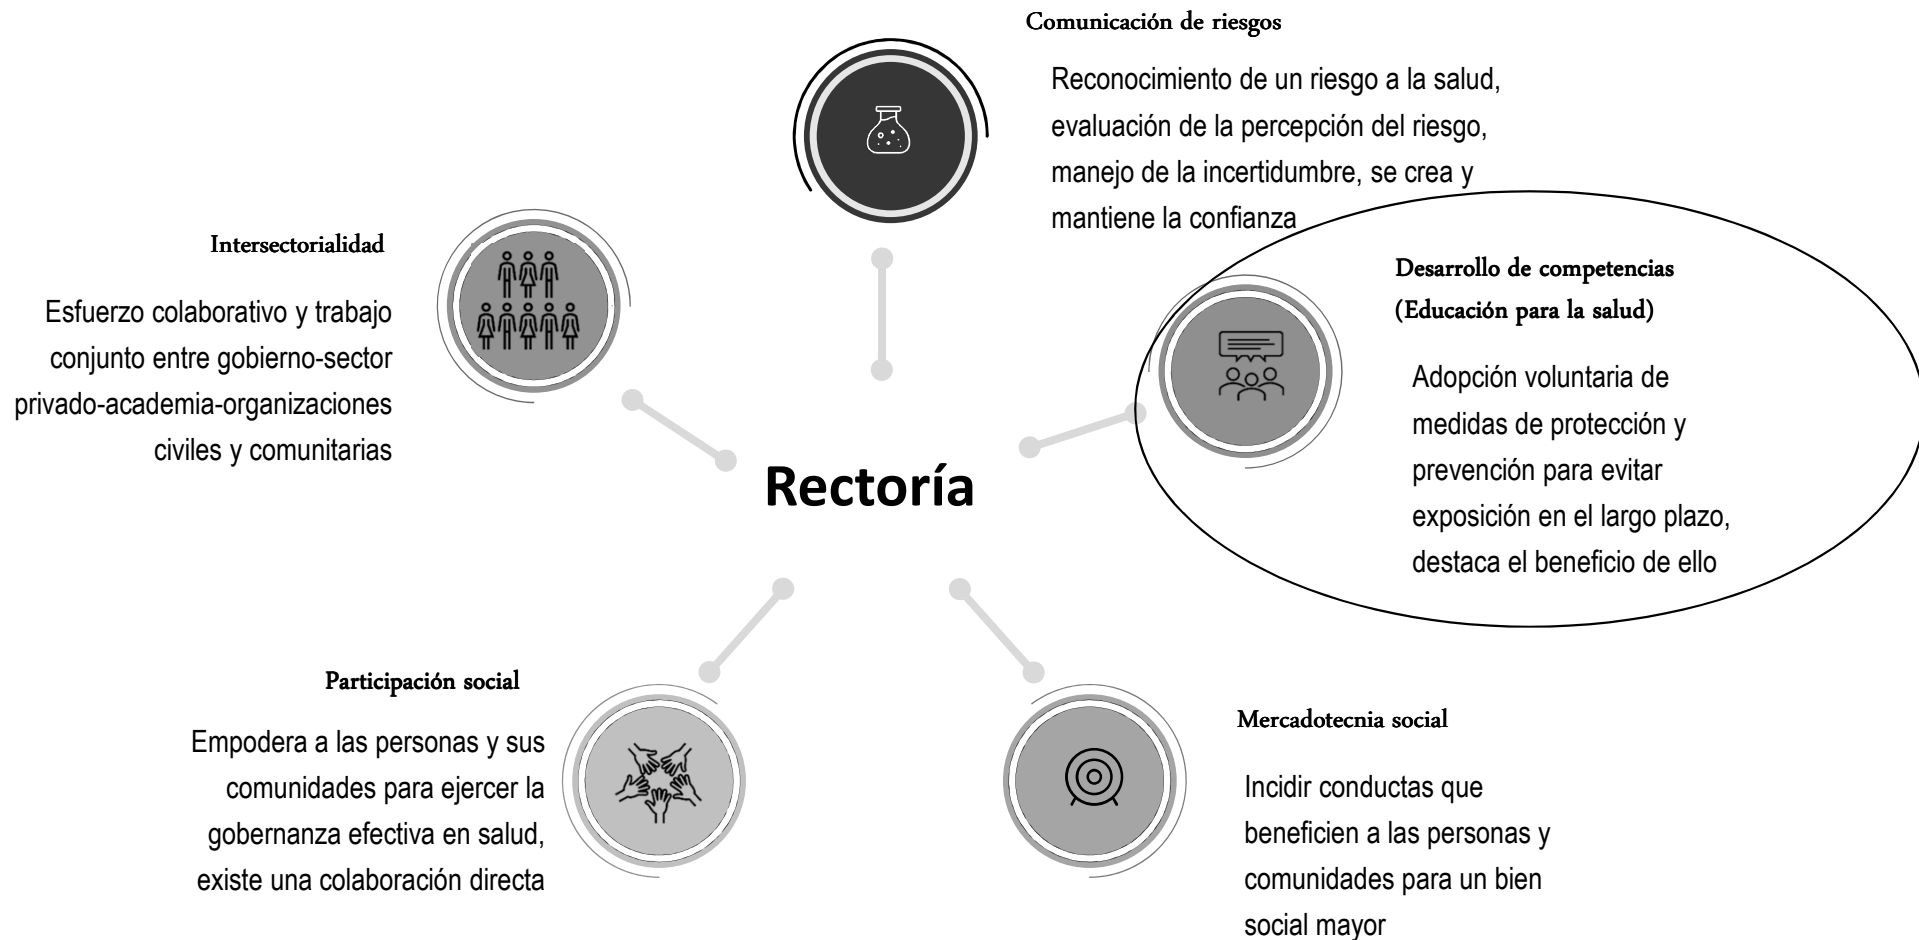 Comunicación de riesgos
Reconocimiento de un riesgo a la salud,
evaluación de la percepción del riesgo,
manejo de la incertidumbre, se crea y
mantiene la confianza
Intersectorialidad
Esfuerzo colaborativo y trabajo
conjunto entre gobierno-sector
privado-academia-organizaciones
civiles y comunitarias
Desarrollo de competencias
(Educación para la salud)
Adopción voluntaria de
medidas de protección y
prevención para evitar
exposición en el largo plazo,
destaca el beneficio de ello
Rectoría
Participación social
Empodera a las personas y sus
comunidades para ejercer la
gobernanza efectiva en salud,
existe una colaboración directa
Mercadotecnia social
Incidir conductas que
beneficien a las personas y
comunidades para un bien
social mayor